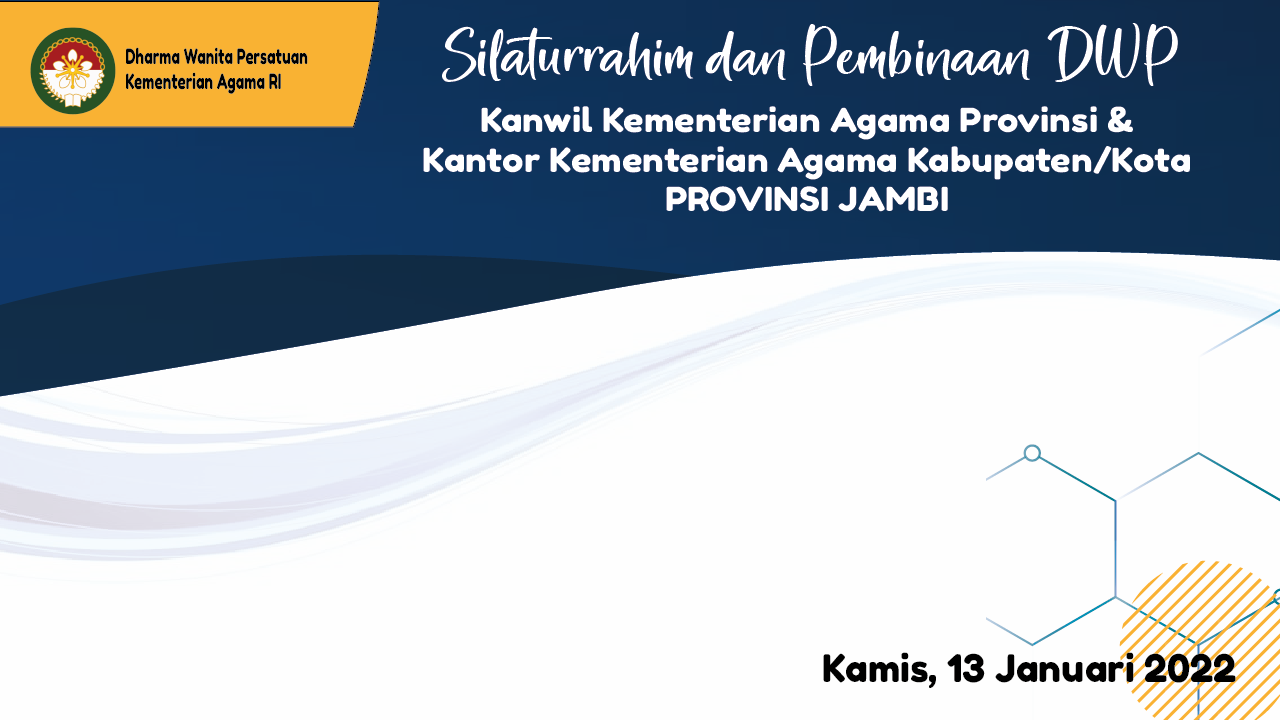 Dharma Wanita Persatuan
Kementerian Agama RI
Silaturrahim dan Pembinaan DWP
Kanwil Kementerian Agama Provinsi &
Kantor Kementerian Agama Kabupaten/Kota
PROVINSI JAMBI
Kamis, 13 Januari 2022